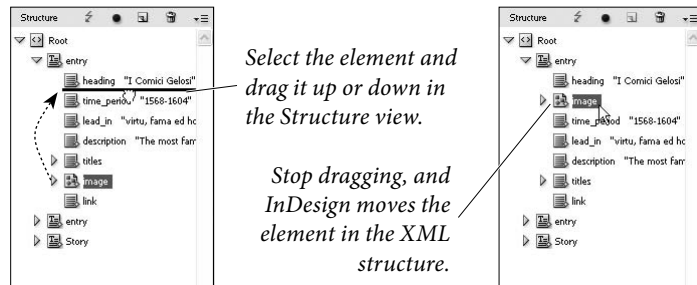 Structure
Root
entry
heading "I Comici Gelosi"
time_period "1568-1604"
lead_in "virtu, fama ed ho
description "The most fam
titles
image
link
entry
Story
Select the element and
drag it up or down in
the Structure view.
Stop dragging, and
InDesign moves the
element in the XML
structure.
Structure
Root
entry
heading "I Comici Gelosi"
image
time_period "1568-1604"
lead_in "virtu, fama ed ho
description "The most fam
titles
link
entry
Story